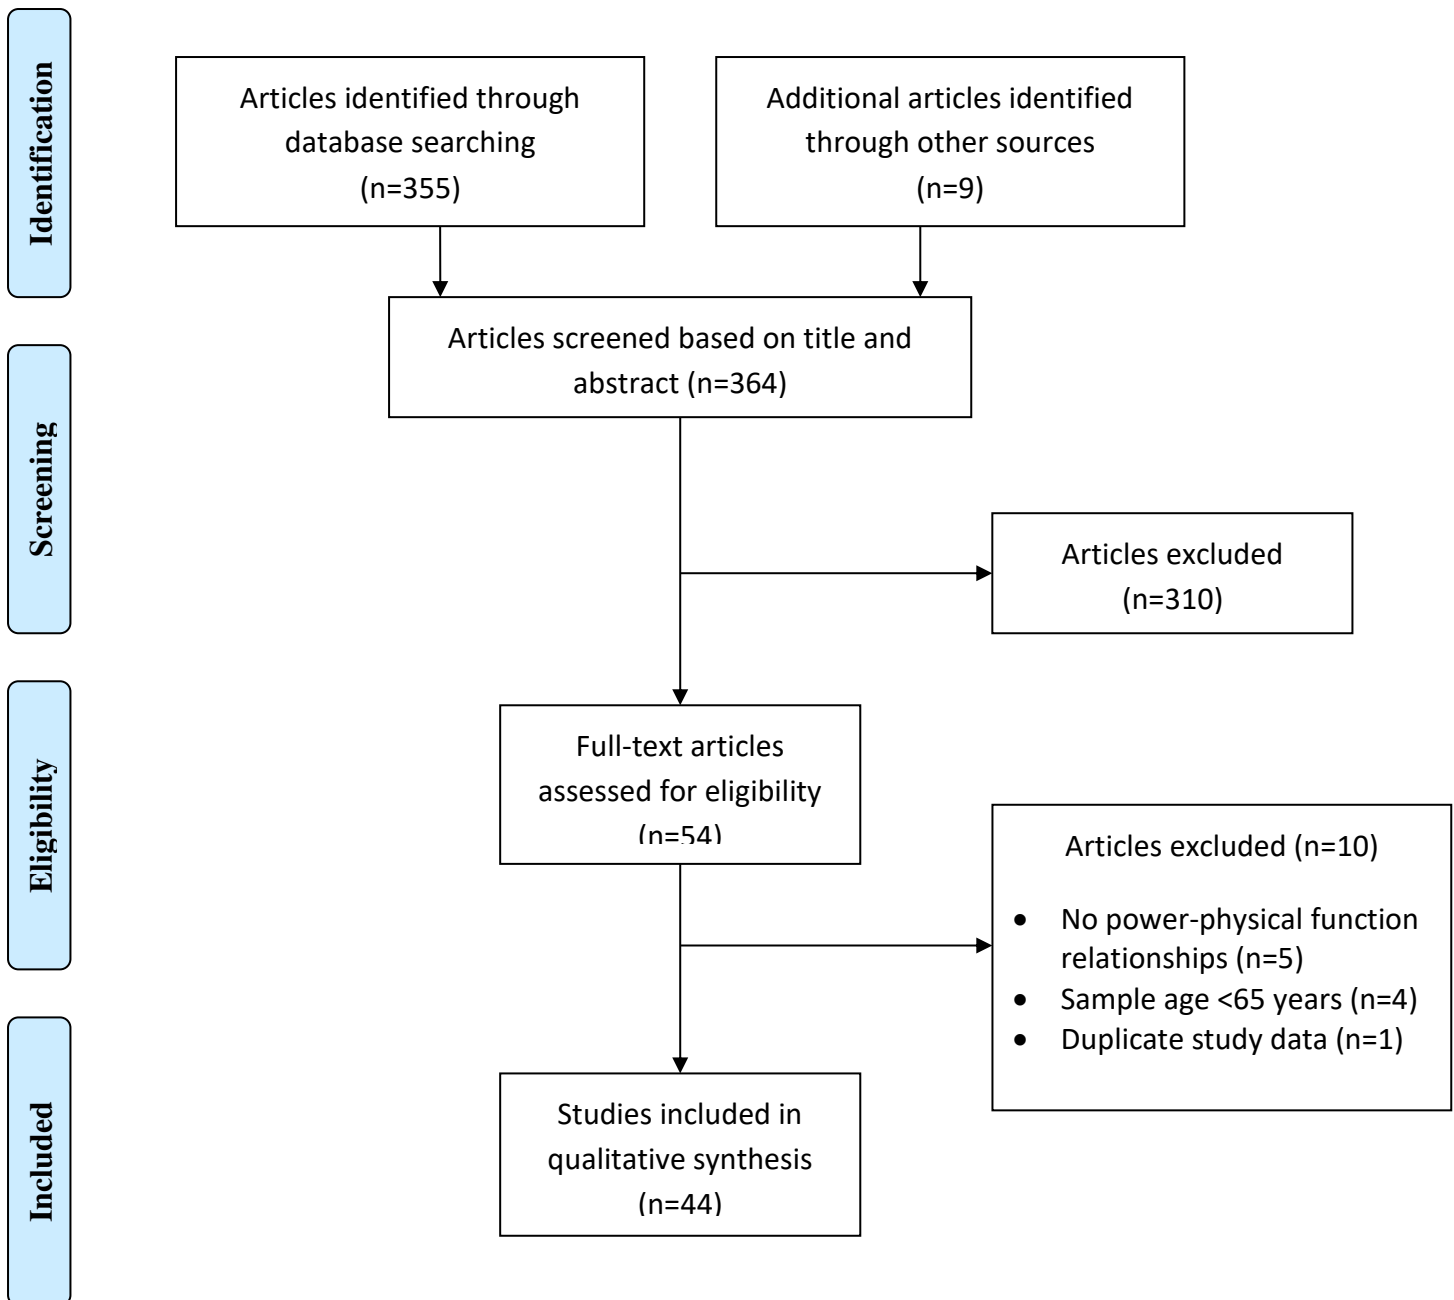 Identification
Articles identified through
database searching
(n=355)
Additional articles identified
through other sources
(n=9)
Screening
Articles screened based on title and
abstract (n=364)
Articles excluded
(n=310)
Eligibility
Full-text articles
assessed for eligibility
(n=54)
Articles excluded (n=10)
• No power-physical function
relationships (n=5)
• Sample age <65 years (n=4)
• Duplicate study data (n=1)
Included
Studies included in
qualitative synthesis
(n=44)